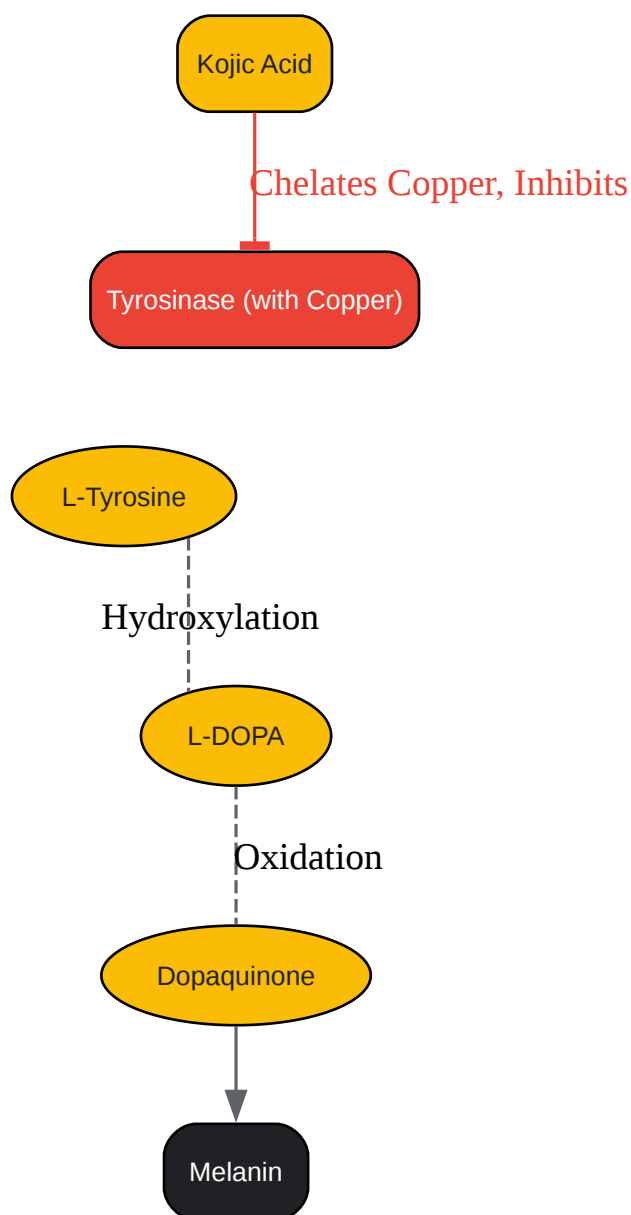 Kojic Acid
Chelates Copper, Inhibits
Tyrosinase (with Copper)
L-Tyrosine
Hydroxylation
L-DOPA
Oxidation
Dopaquinone
Melanin